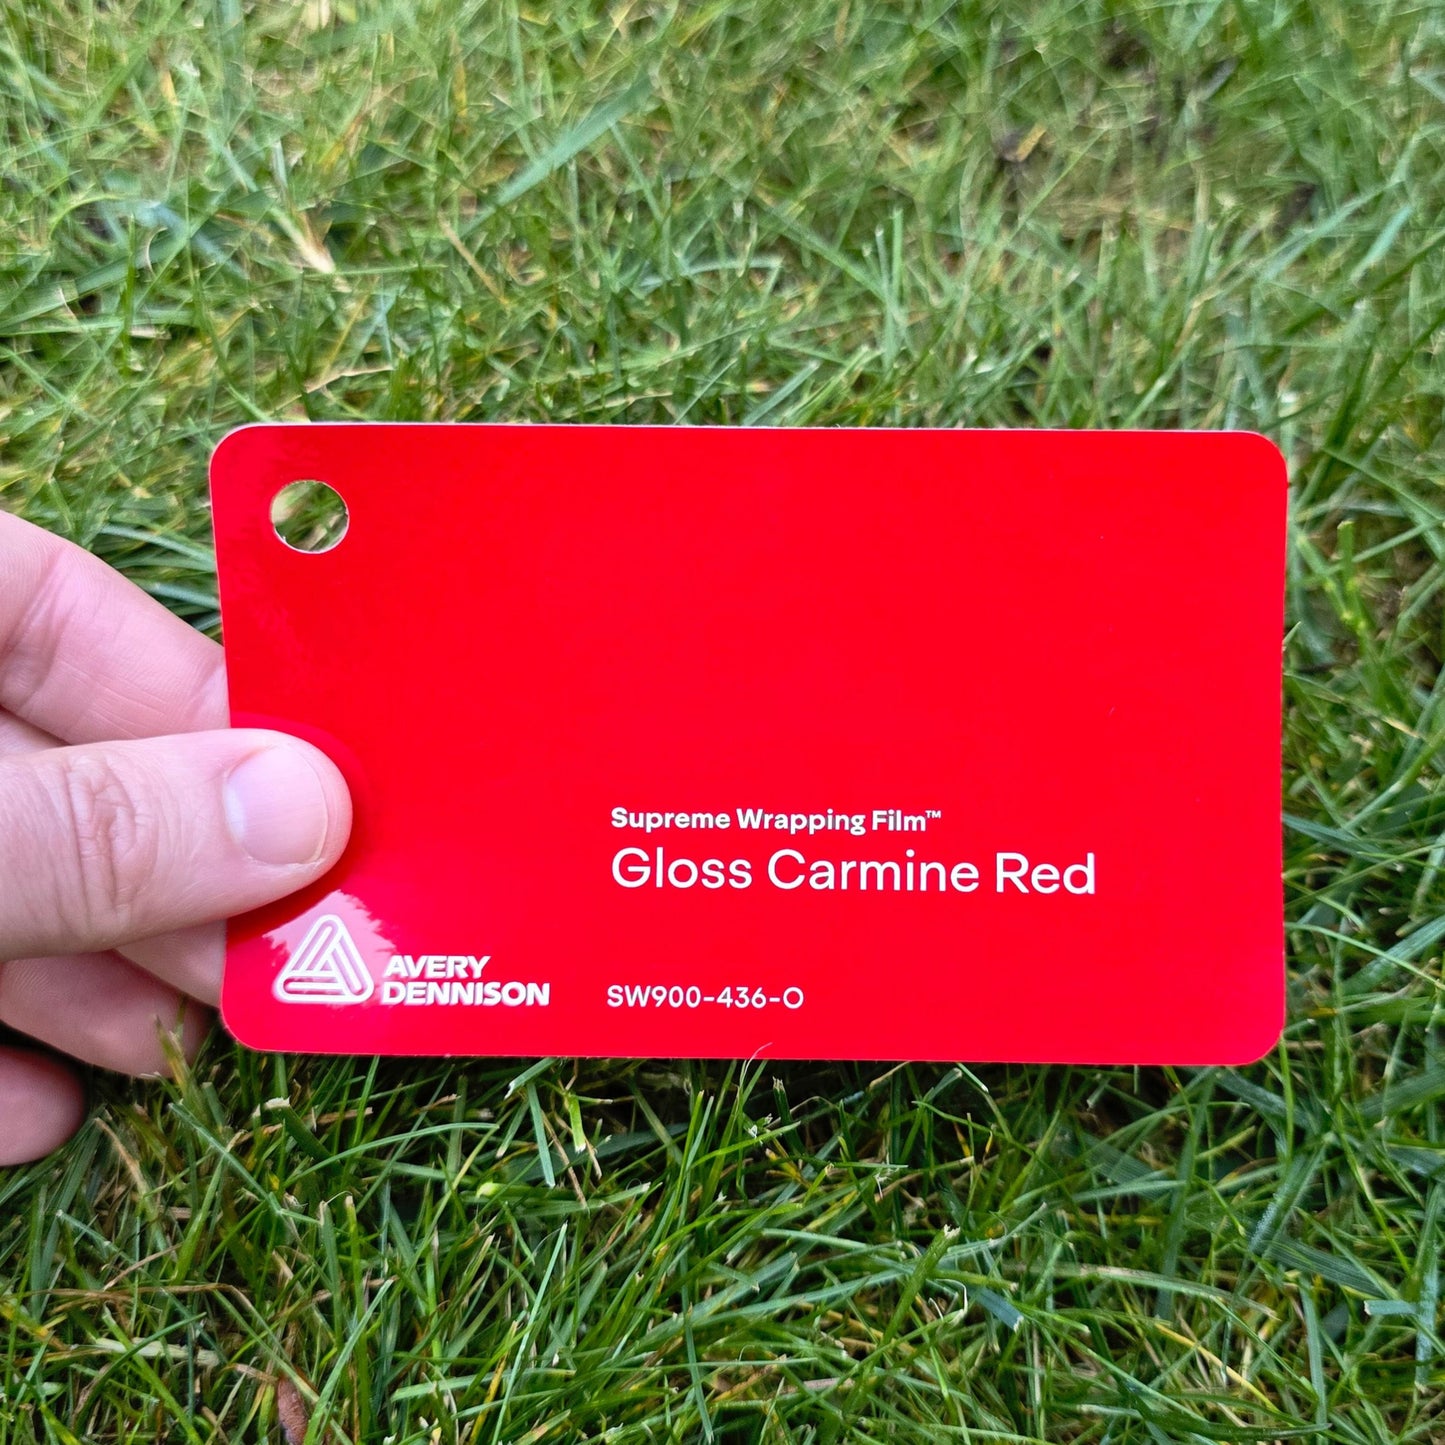 Supreme Wrapping Film™
Gloss Carmine Red
AVERY
DENNISON
SW900-436-O